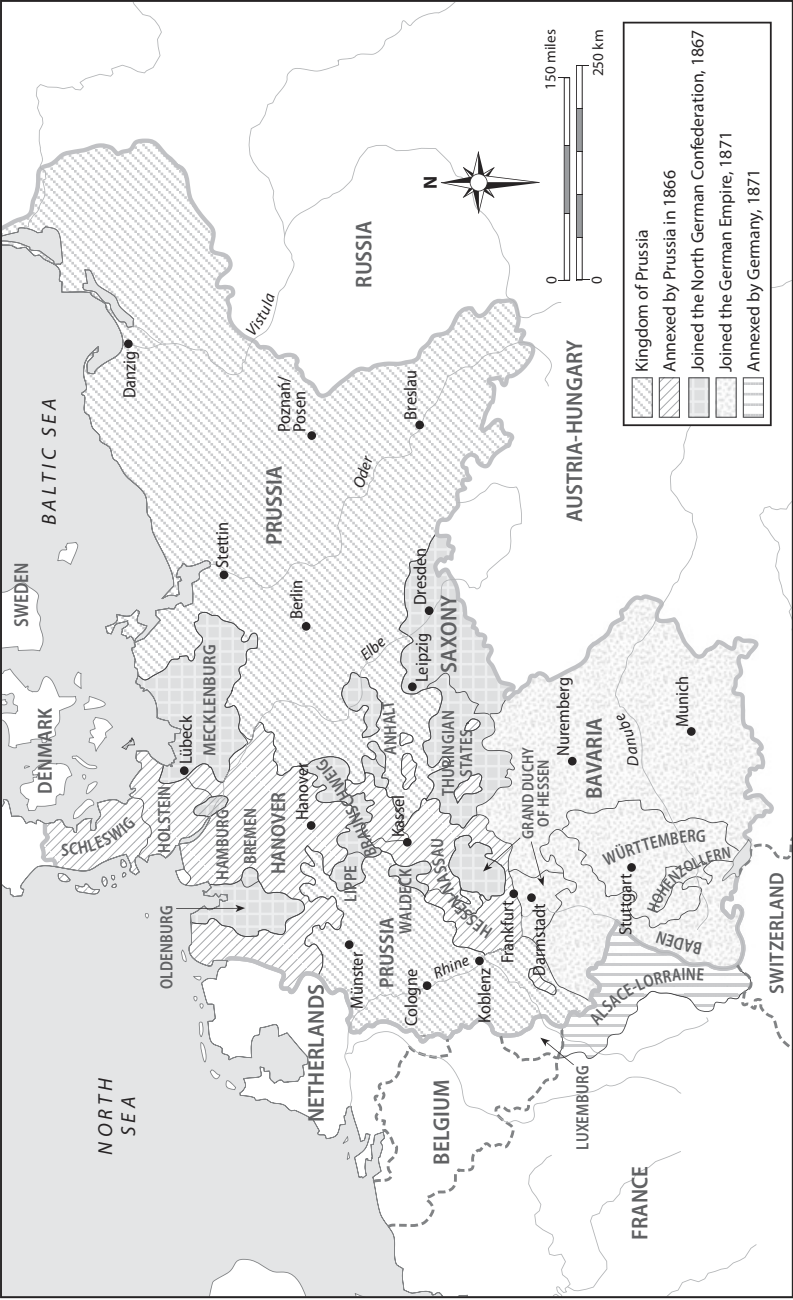 NORTH
SEA
BALTIC SEA
SWEDEN
DENMARK
SCHLESWIG
HOLSTEIN
Lübeck
MECKLENBURG
HAMBURG
BREMEN
OLDENBURG
HANOVER
Hanover
BRAUNSCHWEIG
LIPPE
NETHERLANDS
Münster
PRUSSIA
WALDECK
Kassel
ANHALT
Elbe
Berlin
Stettin
PRUSSIA
Danzig
Vistula
Poznań/
Posen
Oder
Breslau
RUSSIA
N
Cologne
Rhine
Koblenz
HESSEN-NASSAU
THURINGIAN
STATES
Leipzig
Dresden
SAXONY
BELGIUM
Frankfurt
Darmstadt
GRAND DUCHY
OF HESSEN
LUXEMBURG
ALSACE-LORRAINE
Nuremberg
BAVARIA
Danube
Munich
WÜRTTEMBERG
Stuttgart
HOHENZOLLERN
BADEN
AUSTRIA-HUNGARY
FRANCE
SWITZERLAND
0
150 miles
0
250 km
Kingdom of Prussia
Annexed by Prussia in 1866
Joined the North German Confederation, 1867
Joined the German Empire, 1871
Annexed by Germany, 1871